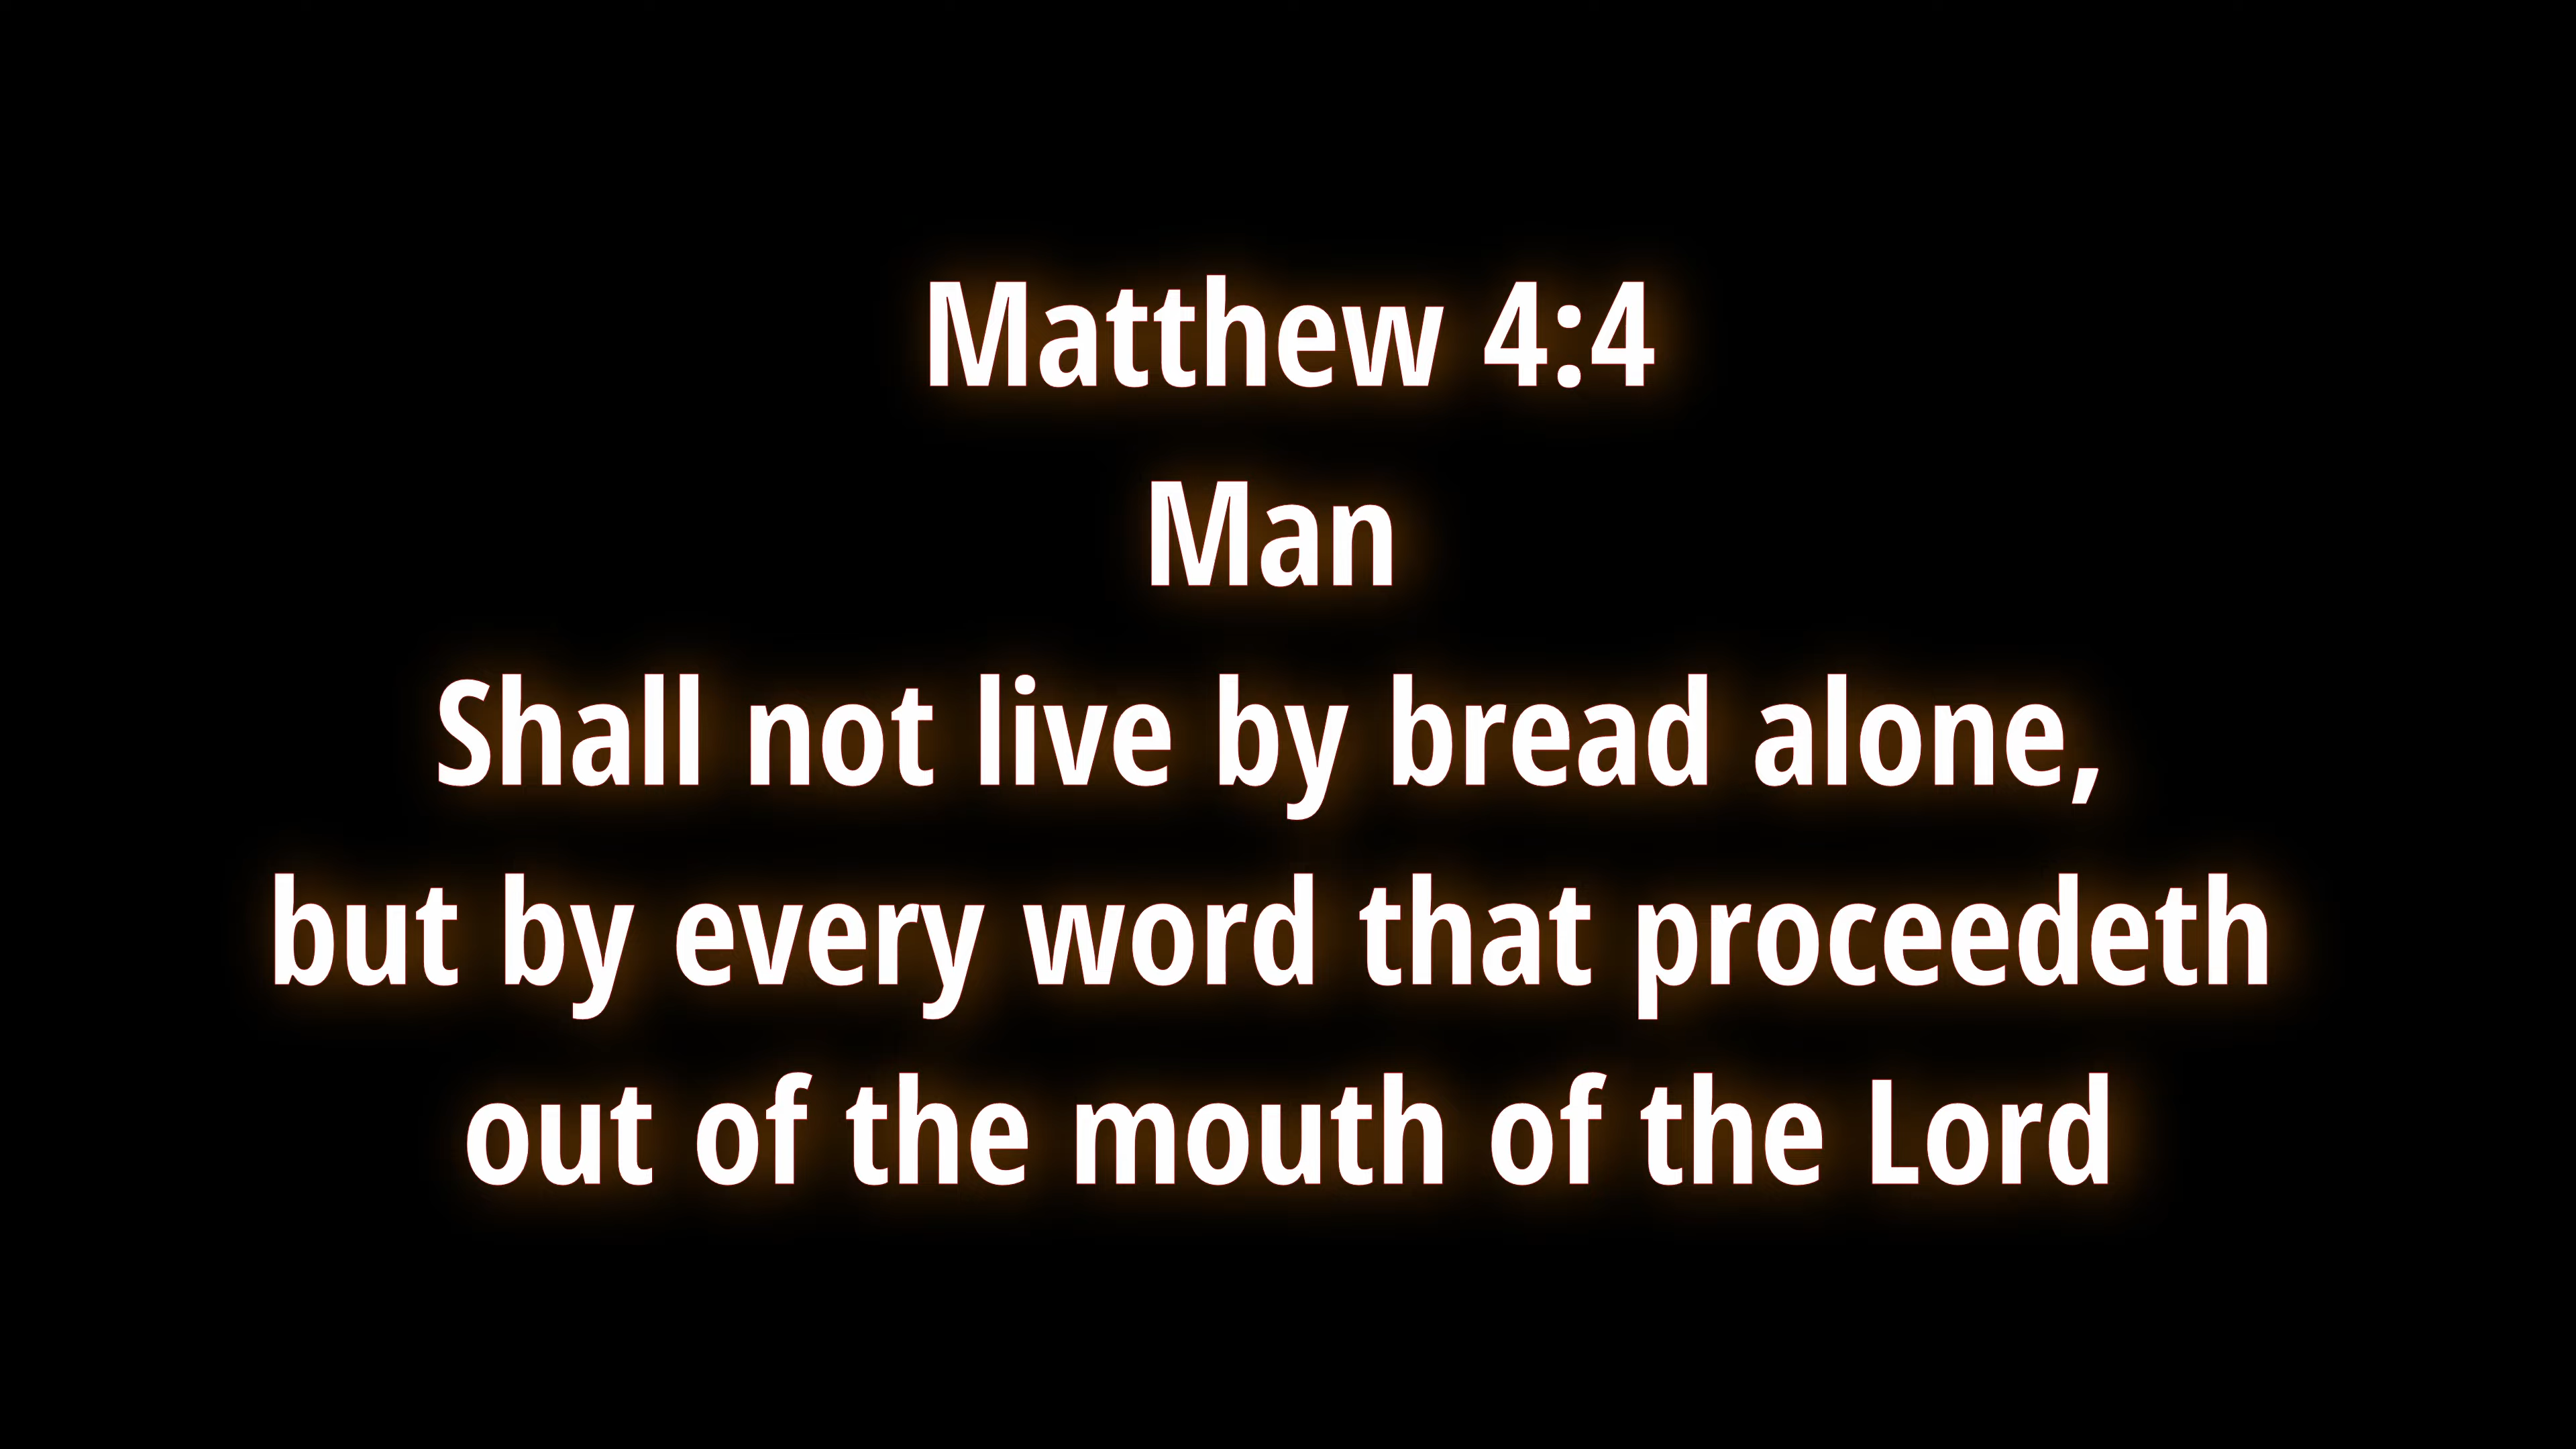 Matthew 4:4
Man
Shall not live by bread alone,
but by every word that proceedeth
out of the mouth of the Lord